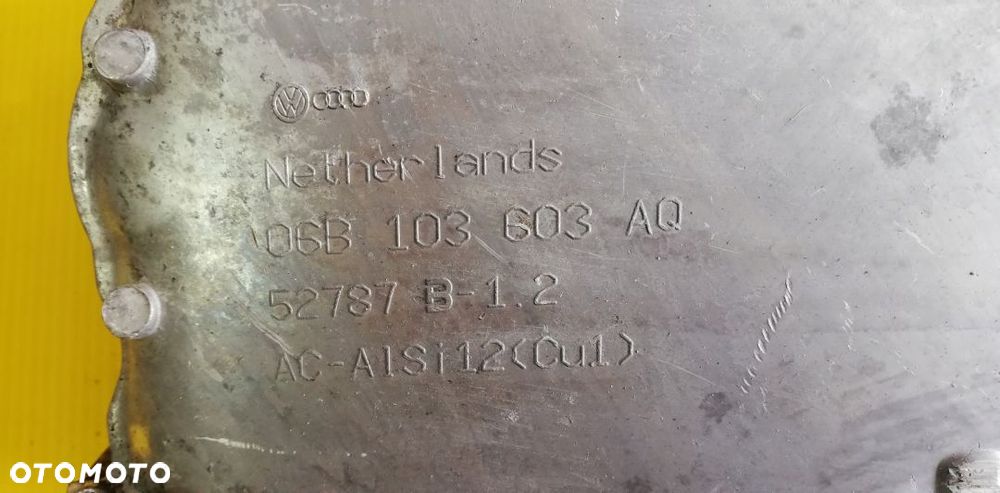 Netherlands
06B 103 603 AQ
52787 B-1.2
AC-AlSi12(Cu1)
OTOMOTO